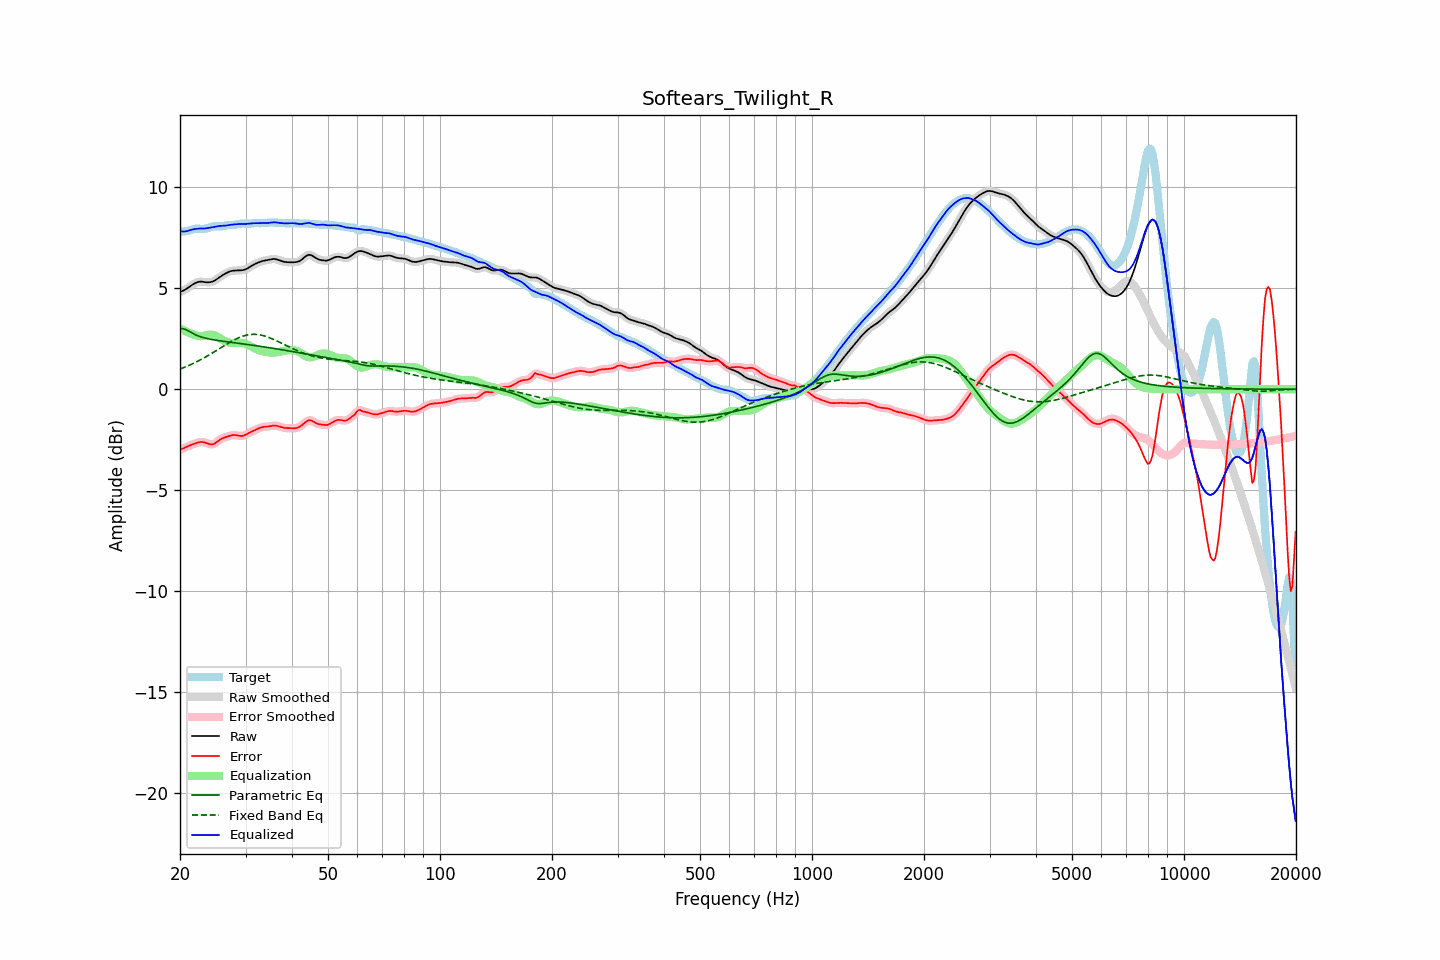 Softears_Twilight_R
10
5
0
−5
−10
−15
−20
Amplitude (dBr)
Target
Raw Smoothed
Error Smoothed
Raw
Error
Equalization
Parametric Eq
Fixed Band Eq
Equalized
20 50 100 200 500 1000 2000 5000 10000 20000
Frequency (Hz)